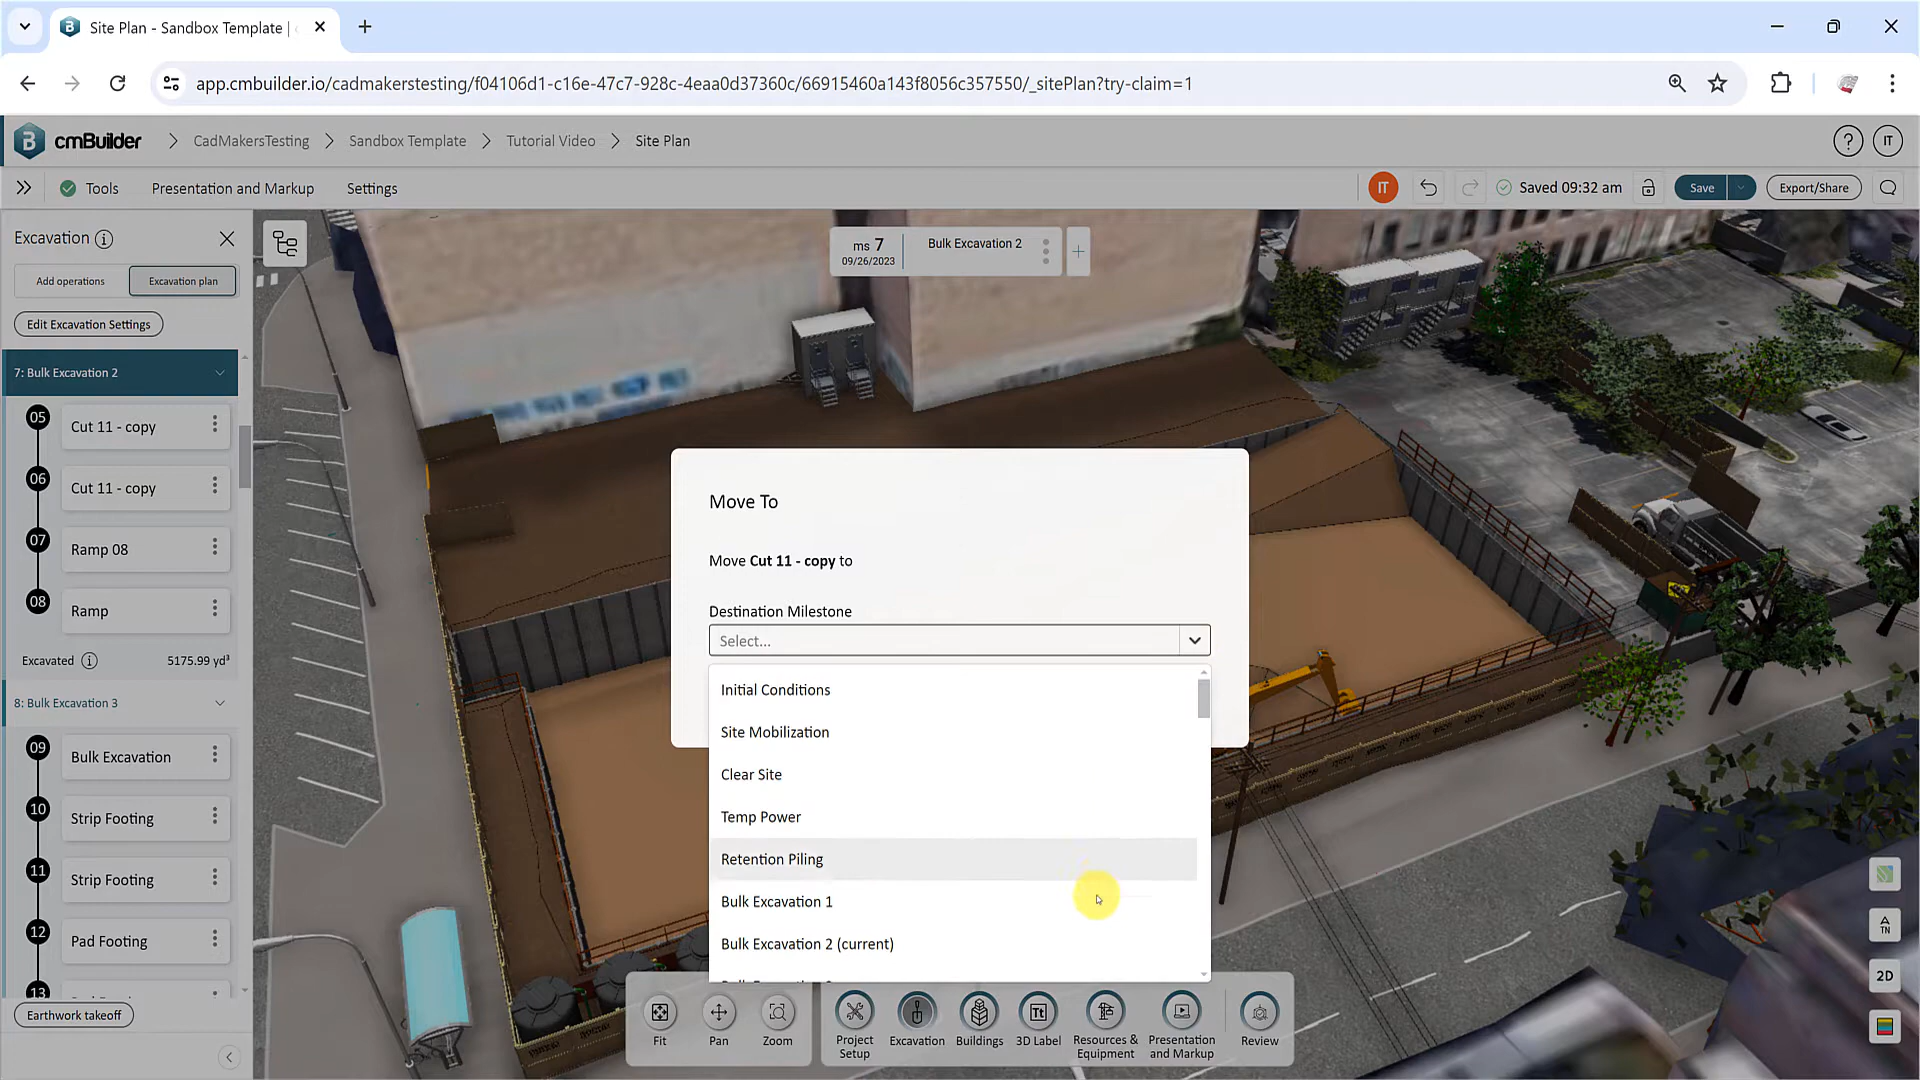 Site Plan - Sandbox Template |
app.cmbuilder.io/cadmakerstesting/f04106d1-c16e-47c7-928c-4eaa0d37360c/66915460a143f8056c357550/_sitePlan?try-claim=1
cmBuilder
CadMakersTesting
Sandbox Template
Tutorial Video
Site Plan
?
IT
Tools
Presentation and Markup
Settings
IT
Saved 09:32 am
Save
Export/Share
Excavation
Add operations
Excavation plan
Edit Excavation Settings
7: Bulk Excavation 2
05
Cut 11 - copy
06
Cut 11 - copy
07
Ramp 08
08
Ramp
Excavated
5175.99 yd³
8: Bulk Excavation 3
09
Bulk Excavation
10
Strip Footing
11
Strip Footing
12
Pad Footing
13
Earthwork takeoff
ms 7
09/26/2023
Bulk Excavation 2
Move To
Move Cut 11 - copy to
Destination Milestone
Select...
Initial Conditions
Site Mobilization
Clear Site
Temp Power
Retention Piling
Bulk Excavation 1
Bulk Excavation 2 (current)
Fit
Pan
Zoom
Project Setup
Excavation
Buildings
3D Label
Resources & Equipment
Presentation and Markup
Review
TN
2D